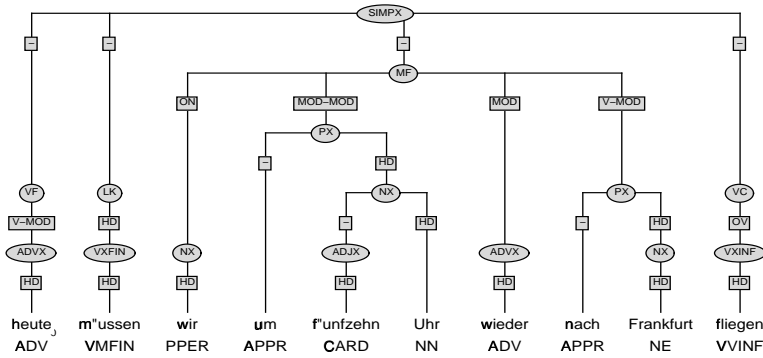 SIMPX
– – – –
MF
ON MOD–MOD MOD V–MOD
PX
– HD
VF LK NX PX VC
V–MOD HD – HD – HD OV
ADVX VXFIN NX ADJX ADVX NX VXINF
HD HD HD HD HD HD HD
heute m"ussen wir um f"unfzehn Uhr wieder nach Frankfurt fliegen
ADV VMFIN PPER APPR CARD NN ADV APPR NE VVINF